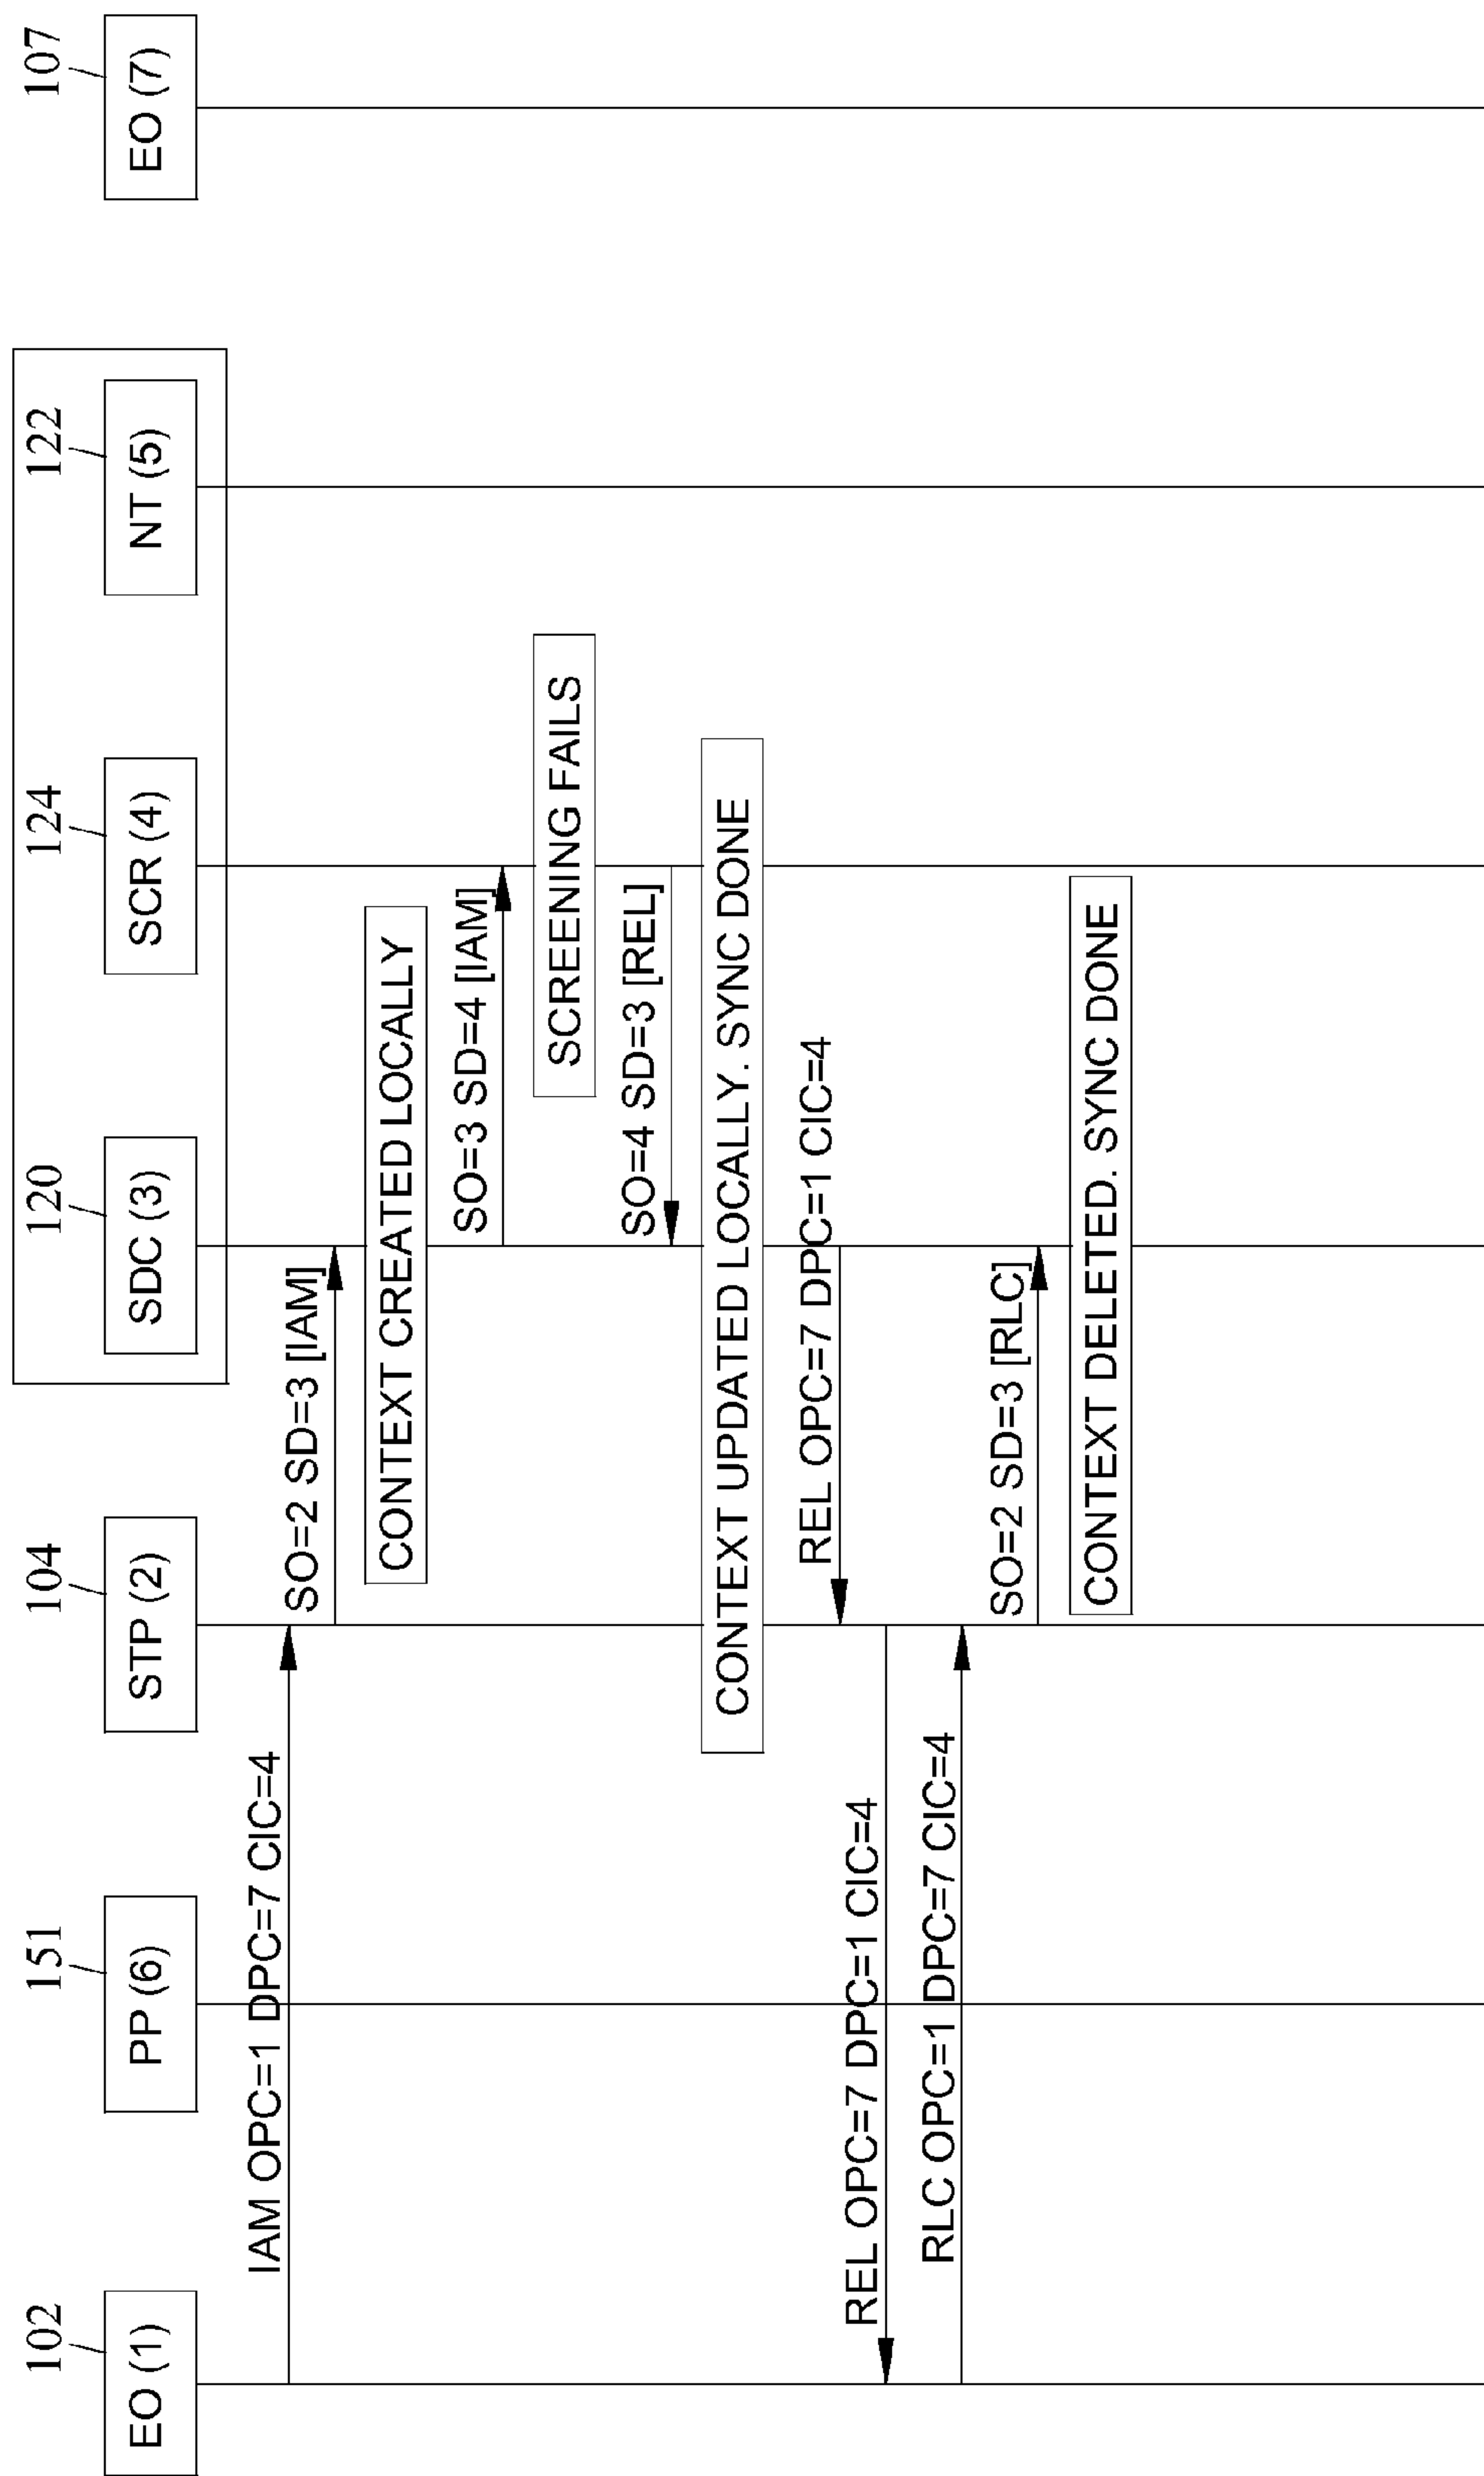 102
151
104
120
124
122
107
EO (1)
PP (6)
STP (2)
SDC (3)
SCR (4)
NT (5)
EO (7)
IAM OPC=1 DPC=7 CIC=4
SO=2 SD=3 [IAM]
CONTEXT CREATED LOCALLY
SO=3 SD=4 [IAM]
SCREENING FAILS
SO=4 SD=3 [REL]
CONTEXT UPDATED LOCALLY. SYNC DONE
REL OPC=7 DPC=1 CIC=4
REL OPC=7 DPC=1 CIC=4
RLC OPC=1 DPC=7 CIC=4
SO=2 SD=3 [RLC]
CONTEXT DELETED. SYNC DONE